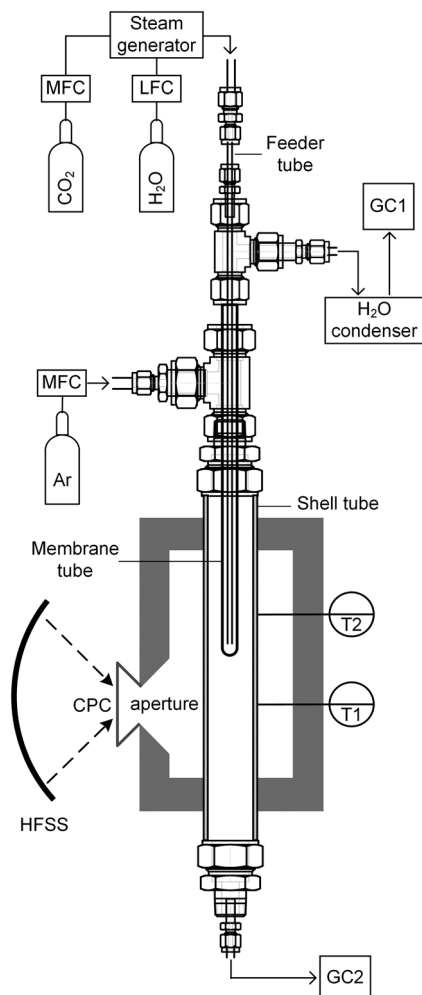 Steam
generator
MFC
LFC
CO₂
H₂O
Feeder
tube
GC1
H₂O
condenser
MFC
Ar
Shell tube
Membrane
tube
T2
CPC
aperture
T1
HFSS
GC2